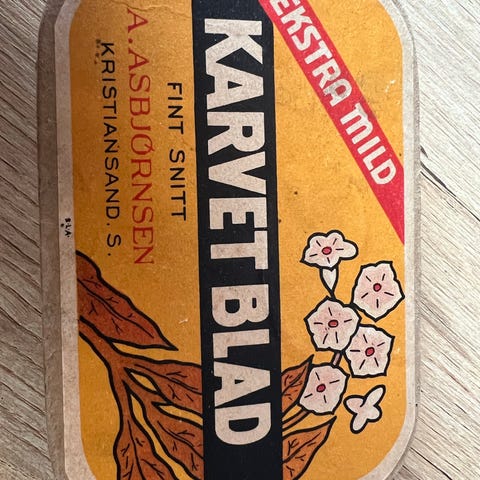 EKSTRA MILD
KARVET BLAD
FINT SNITT
A. ASBJØRNSEN
KRISTIANSAND. S.